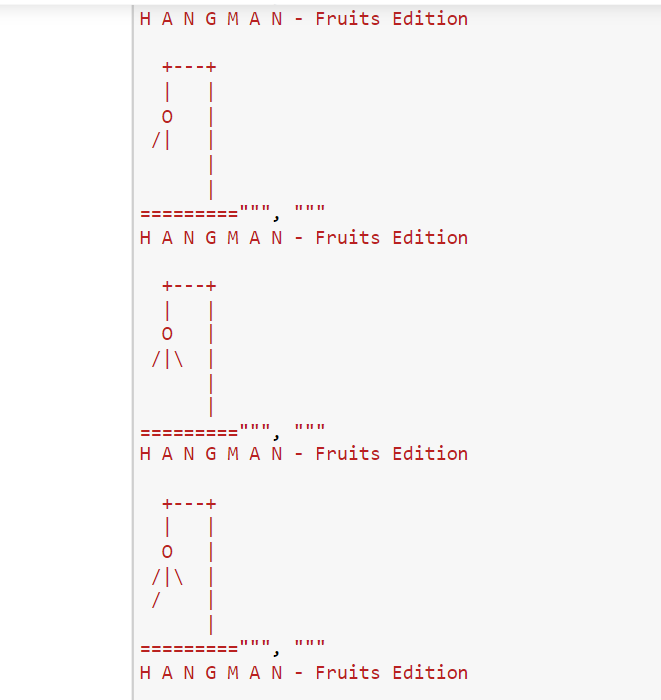 H A N G M A N - Fruits Edition
  +---+
  |   |
  O   |
 /|   |
      |
      |
=========""", """
H A N G M A N - Fruits Edition
  +---+
  |   |
  O   |
 /|\  |
      |
      |
=========""", """
H A N G M A N - Fruits Edition
  +---+
  |   |
  O   |
 /|\  |
 /    |
      |
=========""", """
H A N G M A N - Fruits Edition